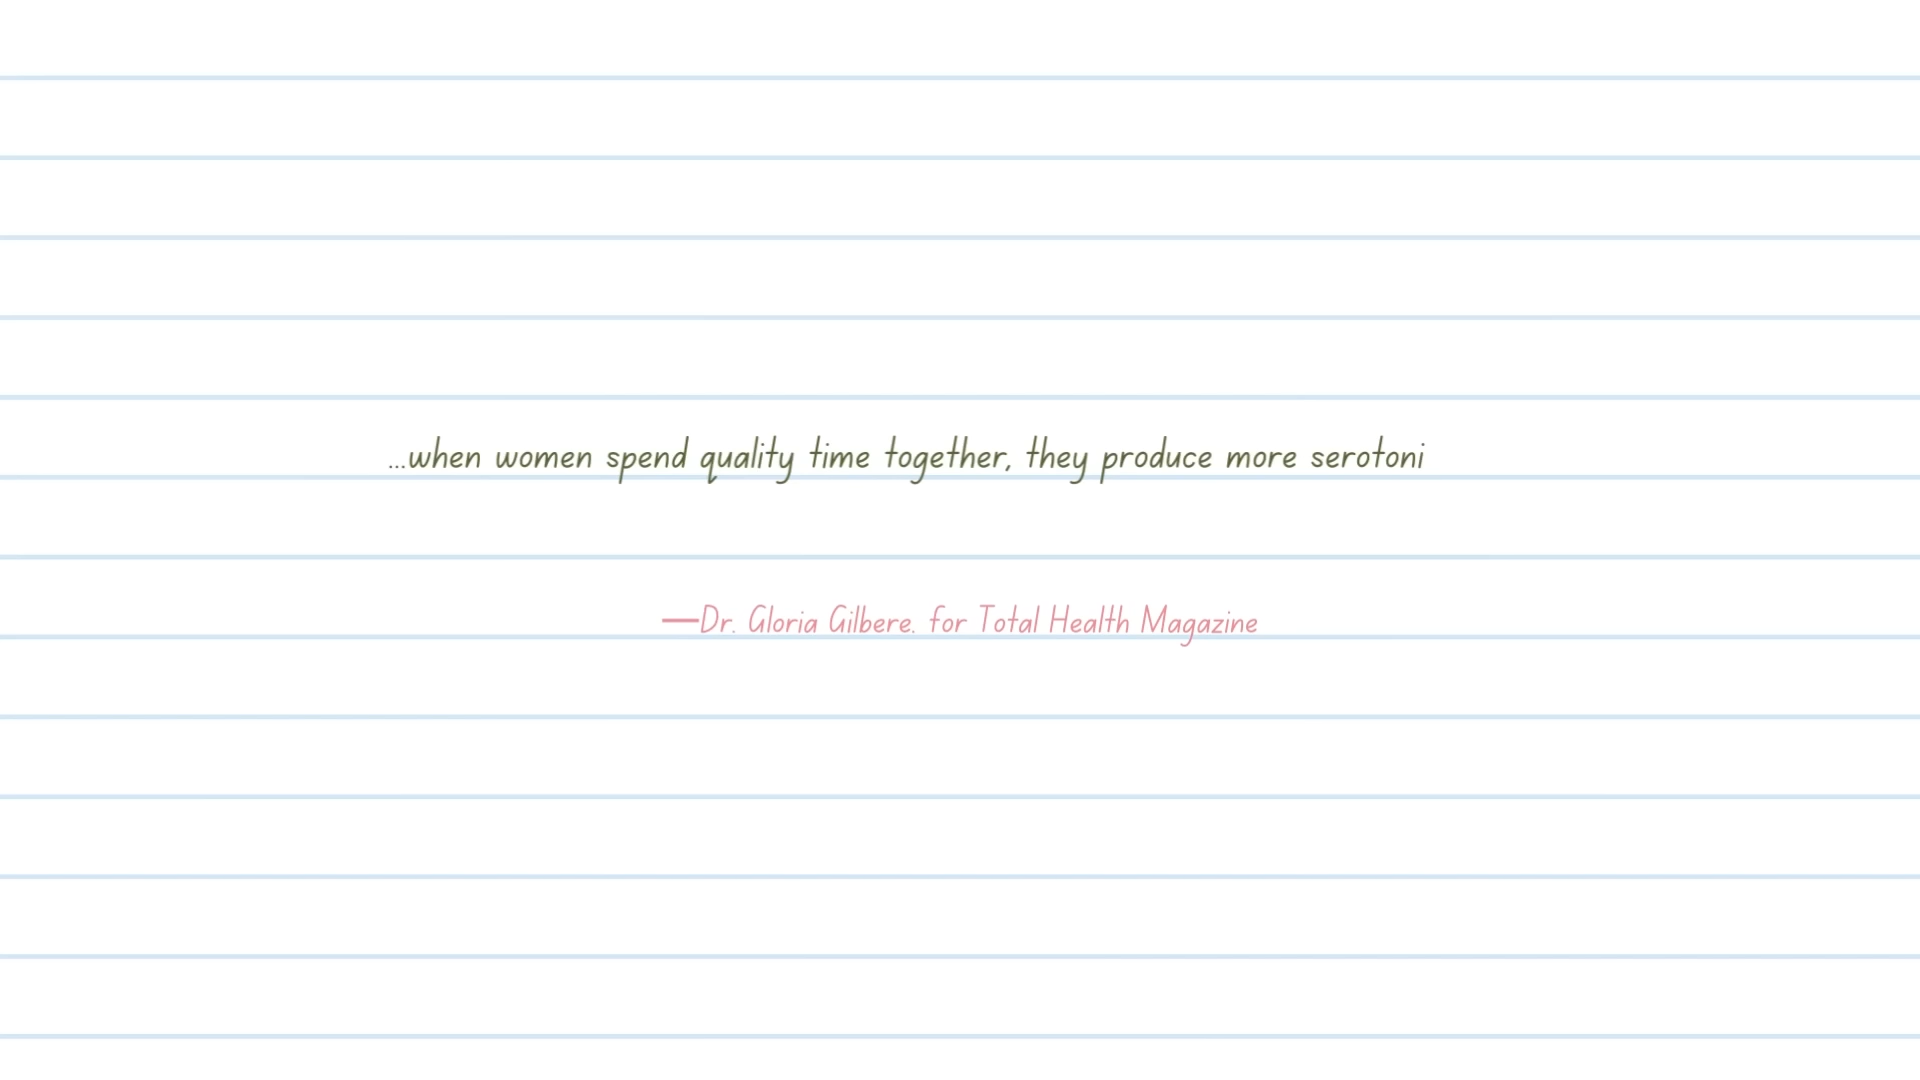 ...when women spend quality time together, they produce more serotoni
—Dr. Gloria Gilbere. for Total Health Magazine